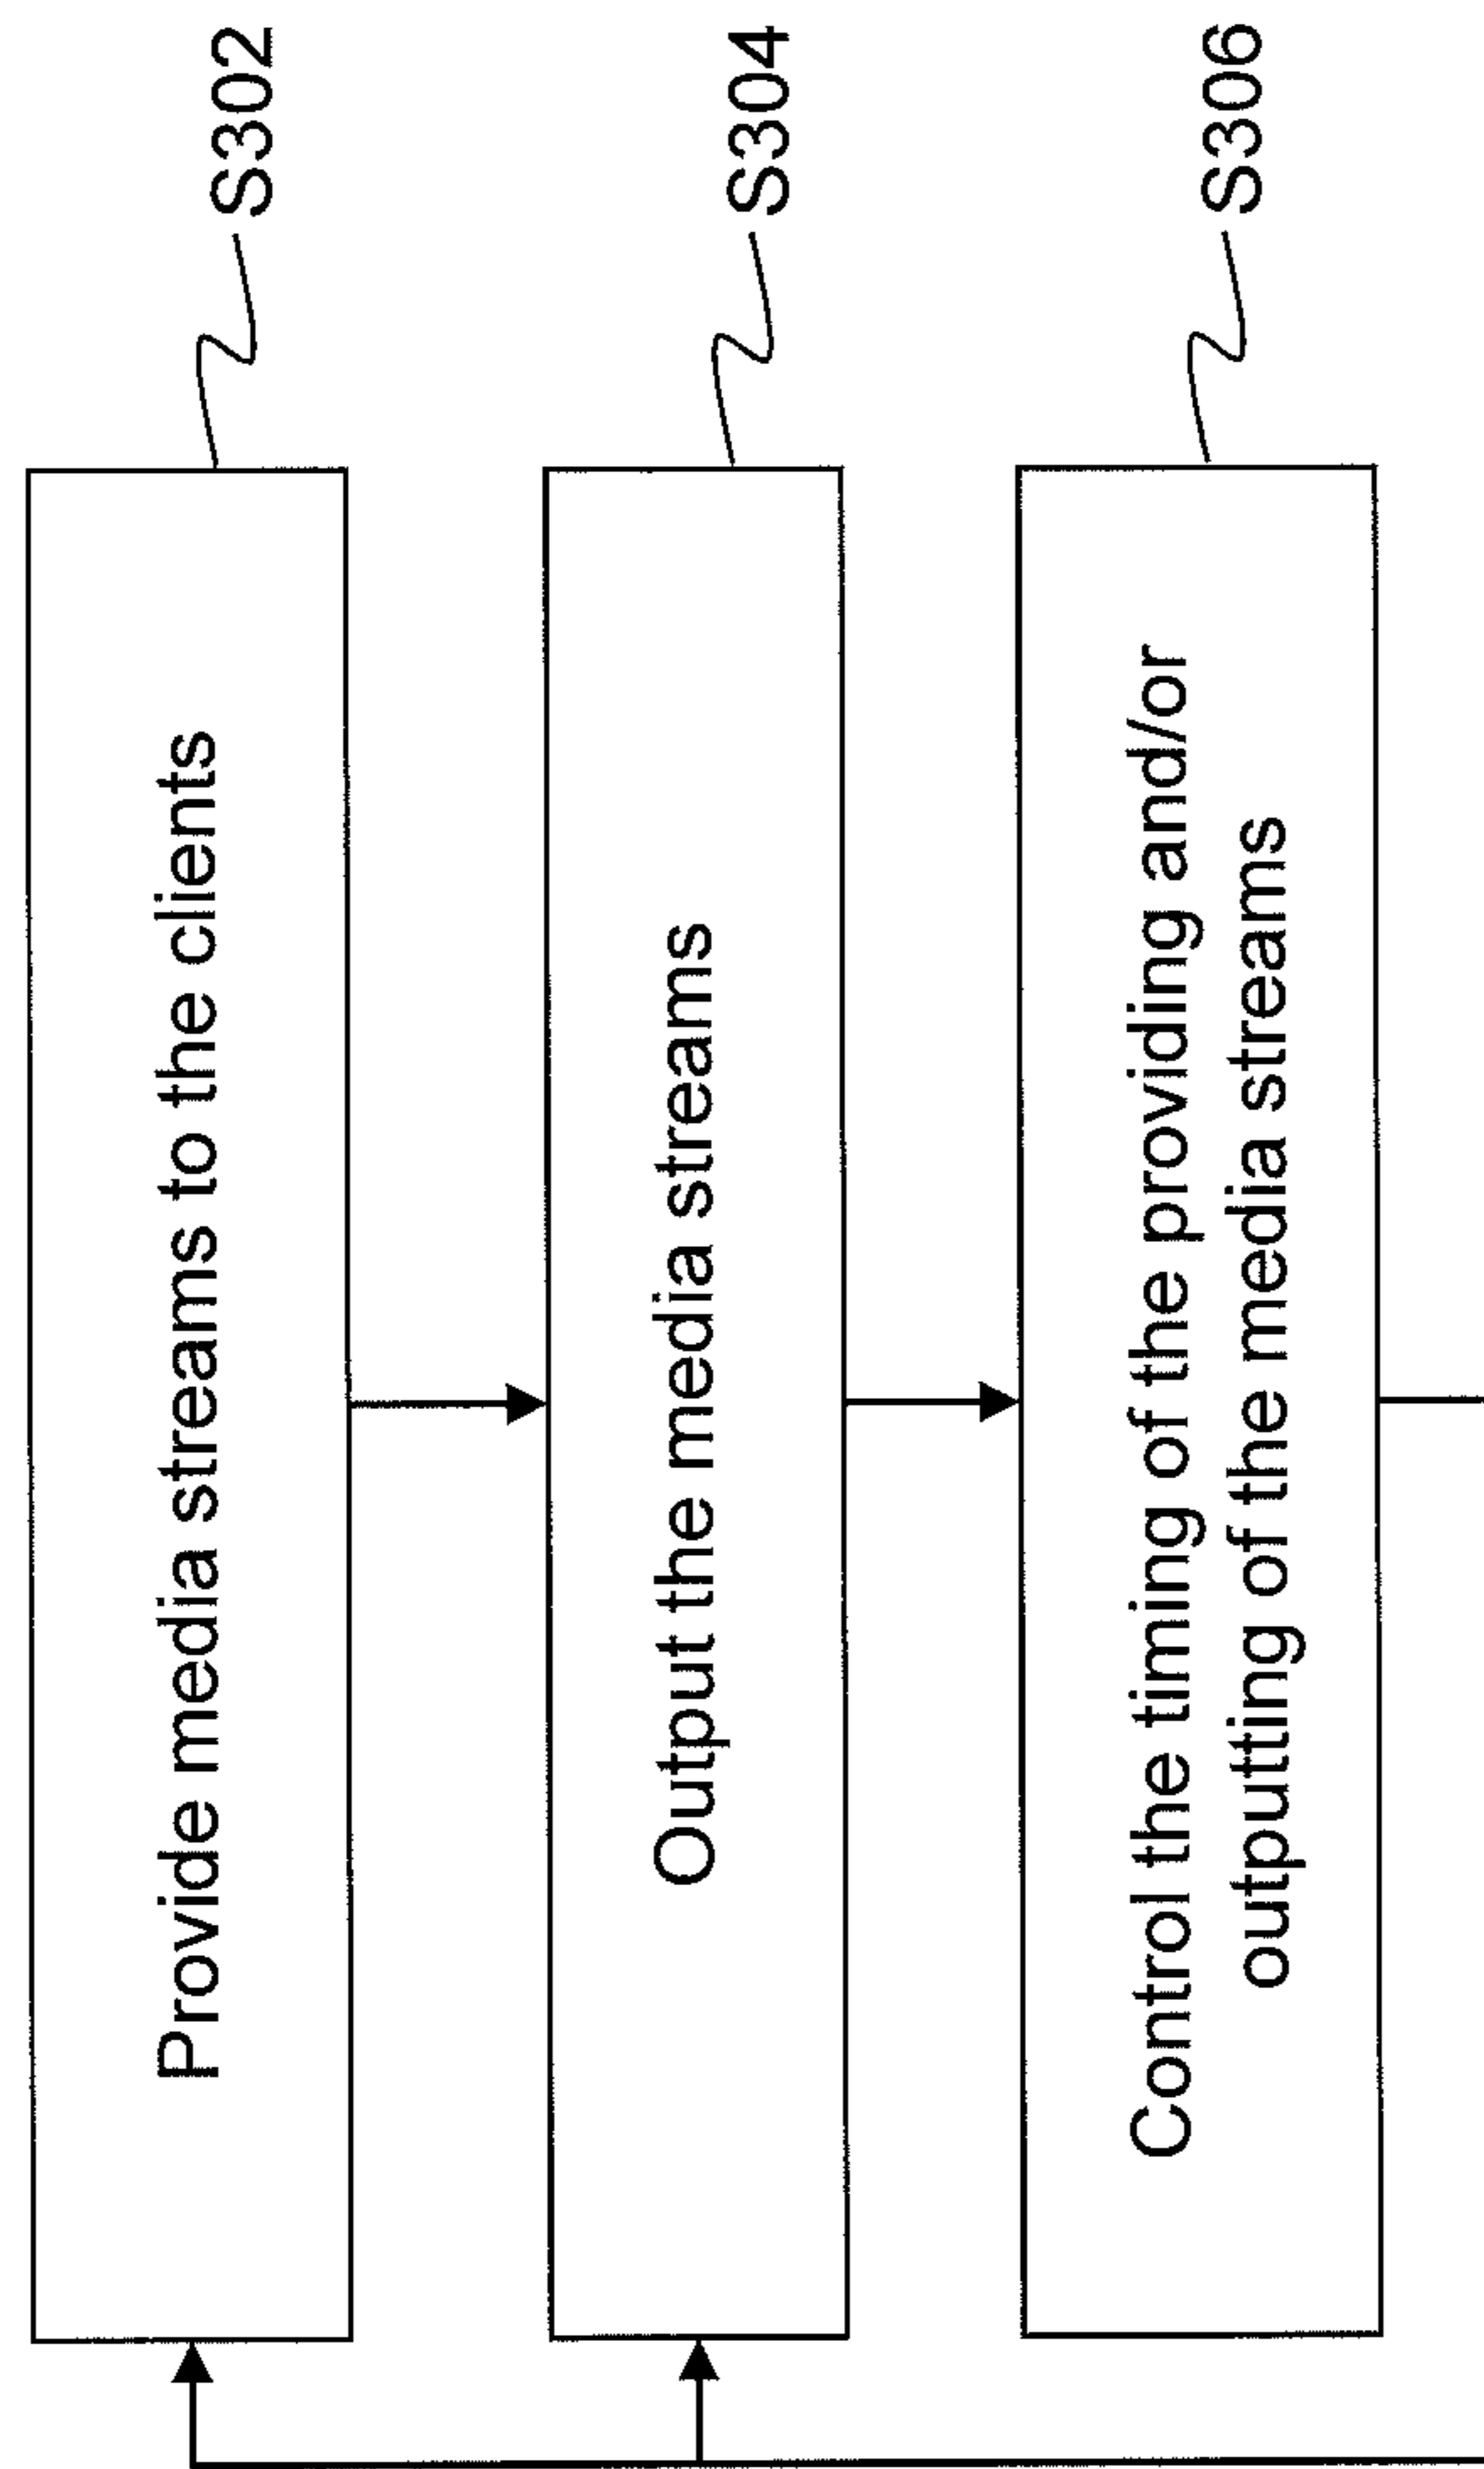 Provide media streams to the clients
S302
Output the media streams
S304
Control the timing of the providing and/or
outputting of the media streams
S306